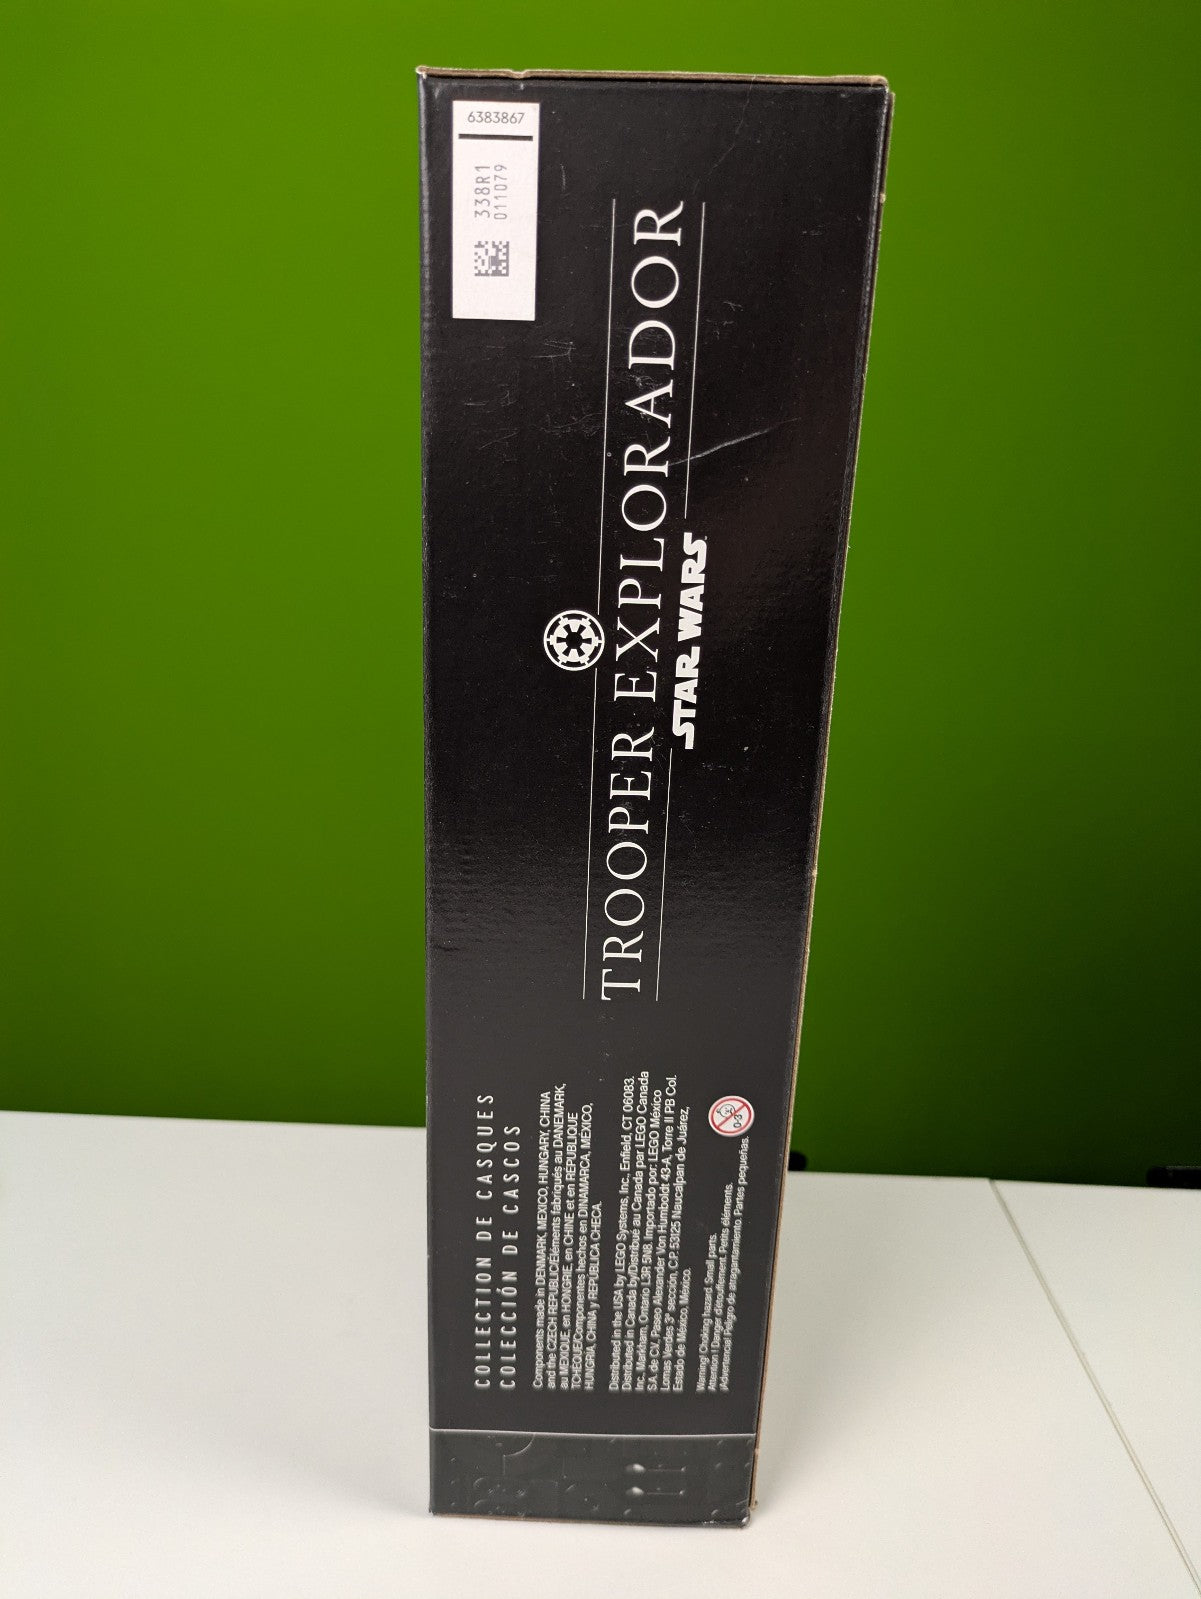 6383867
338R1
011079
TROOPER EXPLORADOR
STAR WARS
COLLECTION DE CASQUES
COLECCIÓN DE CASCOS
Components made in DENMARK, MEXICO, HUNGARY, CHINA
and the CZECH REPUBLIC/Éléments fabriqués au DANEMARK,
au MEXIQUE, en HONGRIE, en CHINE et en RÉPUBLIQUE
TCHÈQUE/Componentes hechos en DINAMARCA, MÉXICO,
HUNGRÍA, CHINA y REPÚBLICA CHECA.
Distributed in the USA by LEGO Systems, Inc., Enfield, CT 06083.
Distributed in Canada by/Distribué au Canada par LEGO Canada
Inc., Markham, Ontario L3R 5N8. Importado por: LEGO México
S.A. de C.V. Paseo Alexander Von Humboldt 43-A, Torre II PB Col.
Lomas Verdes 3ª sección, C.P. 53125 Naucalpan de Juárez,
Estado de México, México.
Warning! Choking hazard. Small parts.
Attention ! Danger d'étouffement. Petits éléments.
¡Advertencia! Peligro de atragantamiento. Partes pequeñas.
0-3